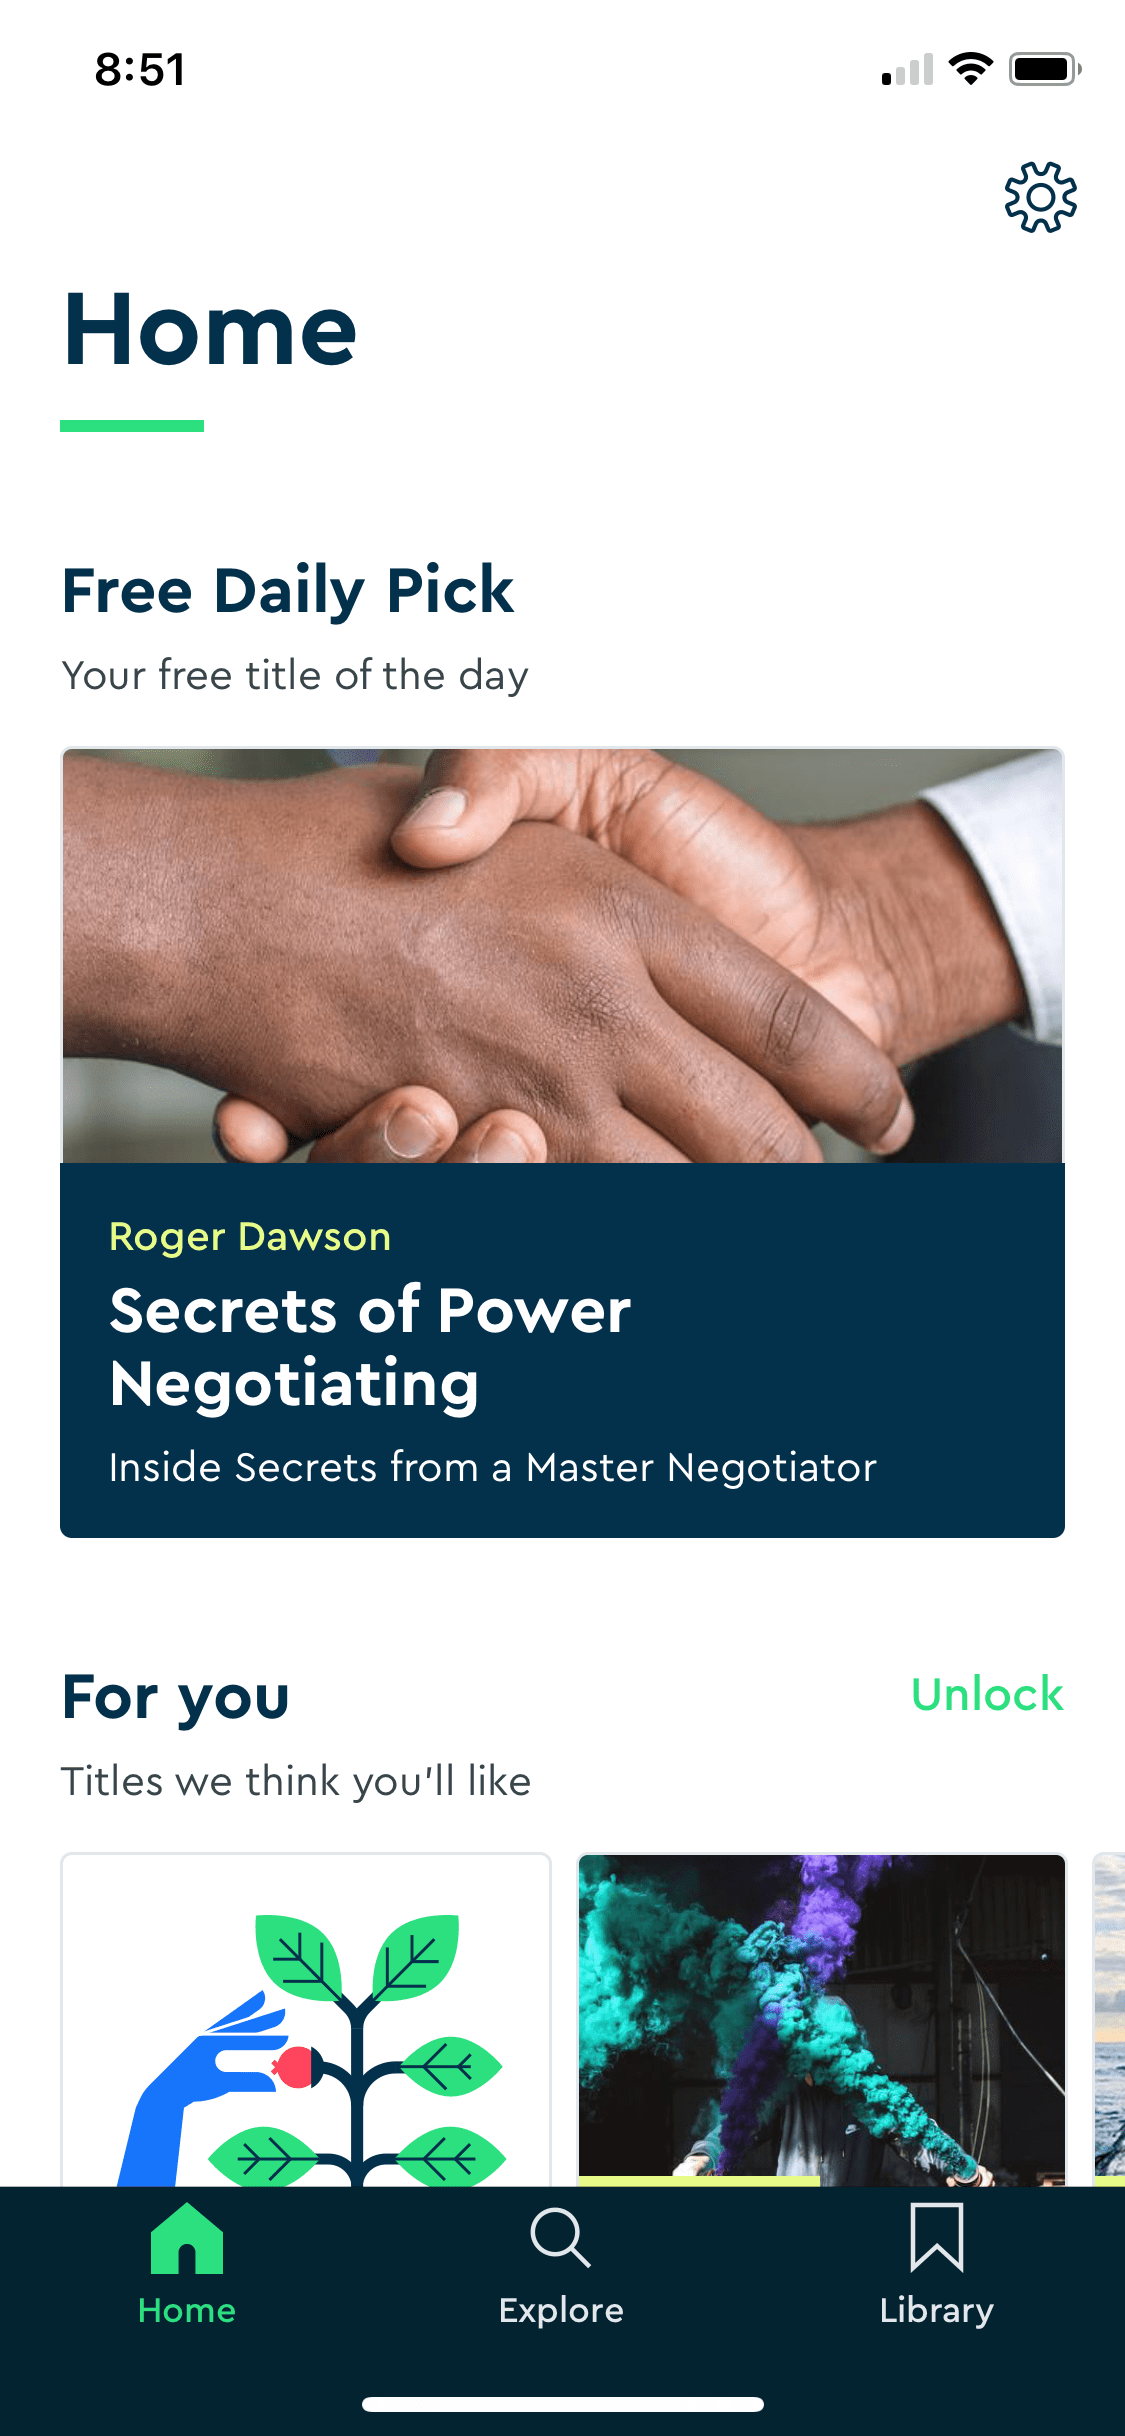 8:51
Home
Free Daily Pick
Your free title of the day
Roger Dawson
Secrets of Power
Negotiating
Inside Secrets from a Master Negotiator
For you
Unlock
Titles we think you'll like
Home
Explore
Library